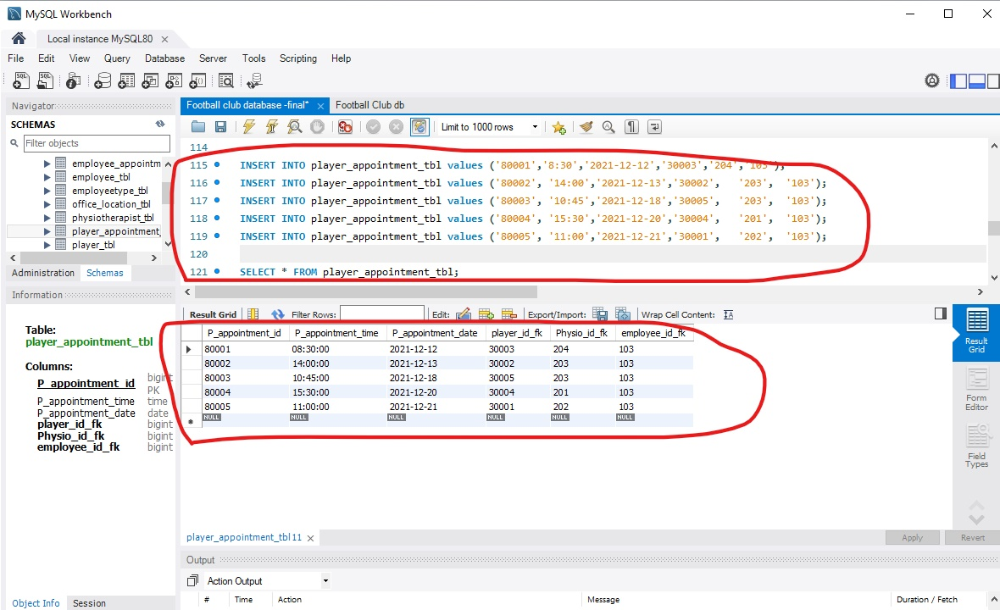 MySQL Workbench
Local instance MySQL80
File Edit View Query Database Server Tools Scripting Help
Navigator
SCHEMAS
Filter objects
employee_appointm
employee_tbl
employeetype_tbl
office_location_tbl
physiotherapist_tbl
player_appointment_
player_tbl
Administration Schemas
Information
Table:
player_appointment_tbl
Columns:
P_appointment_id bigint
PK
P_appointment_time time
P_appointment_date date
player_id_fk bigint
Physio_id_fk bigint
employee_id_fk bigint
Object Info Session
Football club database -final* Football Club db
Limit to 1000 rows
114
115 INSERT INTO player_appointment_tbl values ('80001','8:30','2021-12-12','30003','204','103');
116 INSERT INTO player_appointment_tbl values ('80002', '14:00','2021-12-13','30002', '203', '103');
117 INSERT INTO player_appointment_tbl values ('80003', '10:45','2021-12-18','30005', '203', '103');
118 INSERT INTO player_appointment_tbl values ('80004', '15:30','2021-12-20','30004', '201', '103');
119 INSERT INTO player_appointment_tbl values ('80005', '11:00','2021-12-21','30001', '202', '103');
120
121 SELECT * FROM player_appointment_tbl;
Result Grid Filter Rows: Edit: Export/Import: Wrap Cell Content:
P_appointment_id P_appointment_time P_appointment_date player_id_fk Physio_id_fk employee_id_fk
80001 08:30:00 2021-12-12 30003 204 103
80002 14:00:00 2021-12-13 30002 203 103
80003 10:45:00 2021-12-18 30005 203 103
80004 15:30:00 2021-12-20 30004 201 103
80005 11:00:00 2021-12-21 30001 202 103
NULL NULL NULL NULL NULL NULL
Result
Grid
Form
Editor
Field
Types
player_appointment_tbl 11
Apply Revert
Output
Action Output
# Time Action Message Duration / Fetch